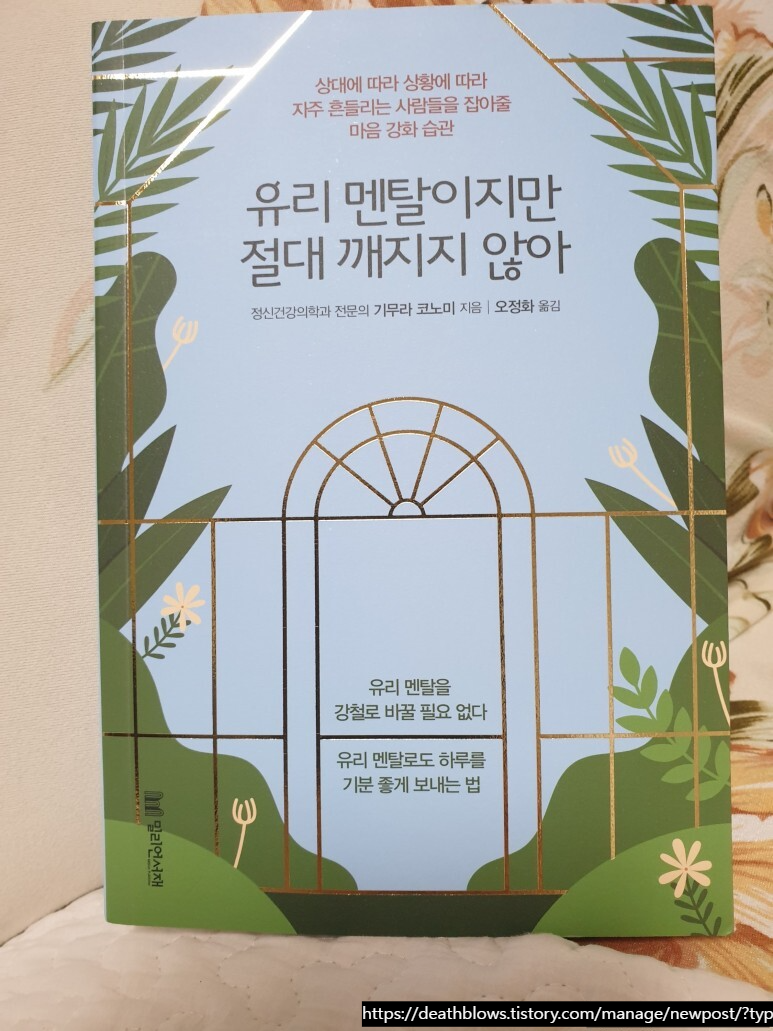 상대에 따라 상황에 따라
자주 흔들리는 사람들을 잡아줄
마음 강화 습관
유리 멘탈이지만
절대 깨지지 않아
정신건강의학과 전문의 기무라 코노미 지음 | 오정화 옮김
유리 멘탈을
강철로 바꿀 필요 없다
유리 멘탈로도 하루를
기분 좋게 보내는 법
밀리언서재
https://deathblows.tistory.com/manage/newpost/?typ